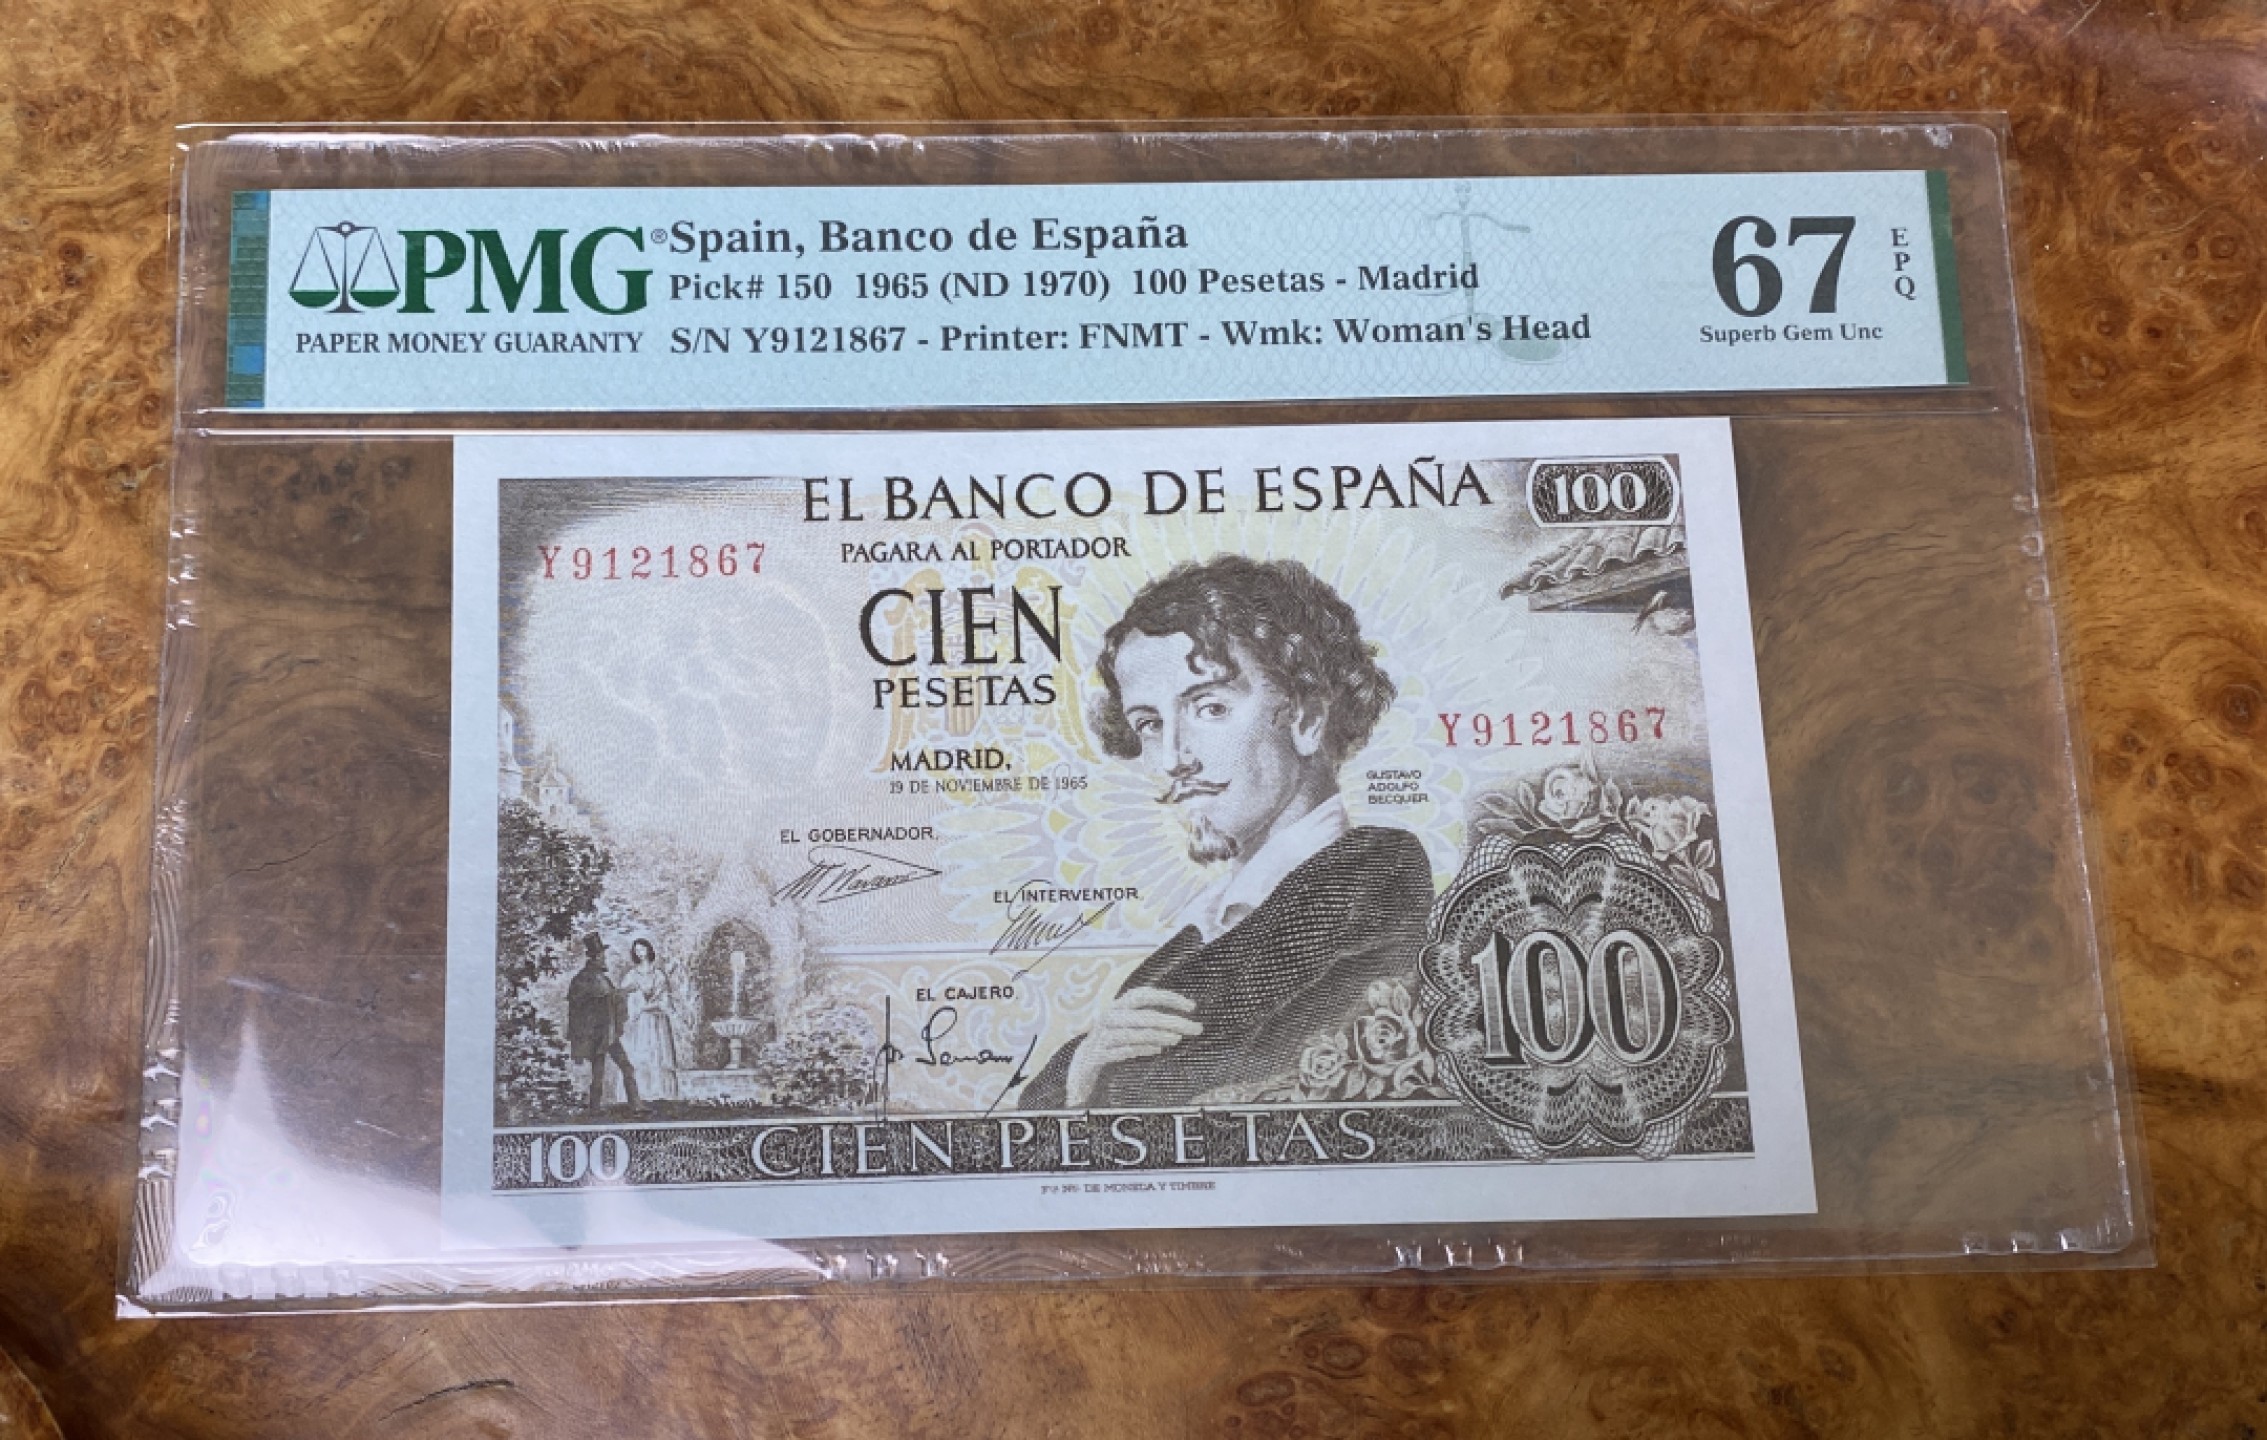 PMG®
PAPER MONEY GUARANTY
Spain, Banco de España
Pick# 150 1965 (ND 1970) 100 Pesetas - Madrid
S/N Y9121867 - Printer: FNMT - Wmk: Woman's Head
67
EPQ
Superb Gem Unc
EL BANCO DE ESPAÑA
100
Y9121867
PAGARA AL PORTADOR
CIEN
PESETAS
Y9121867
MADRID,
19 DE NOVIEMBRE DE 1965
GUSTAVO
ADOLFO
BECQUER
EL GOBERNADOR,
EL INTERVENTOR,
EL CAJERO,
100
100
CIEN PESETAS
DE MONEDA Y TIMBRE